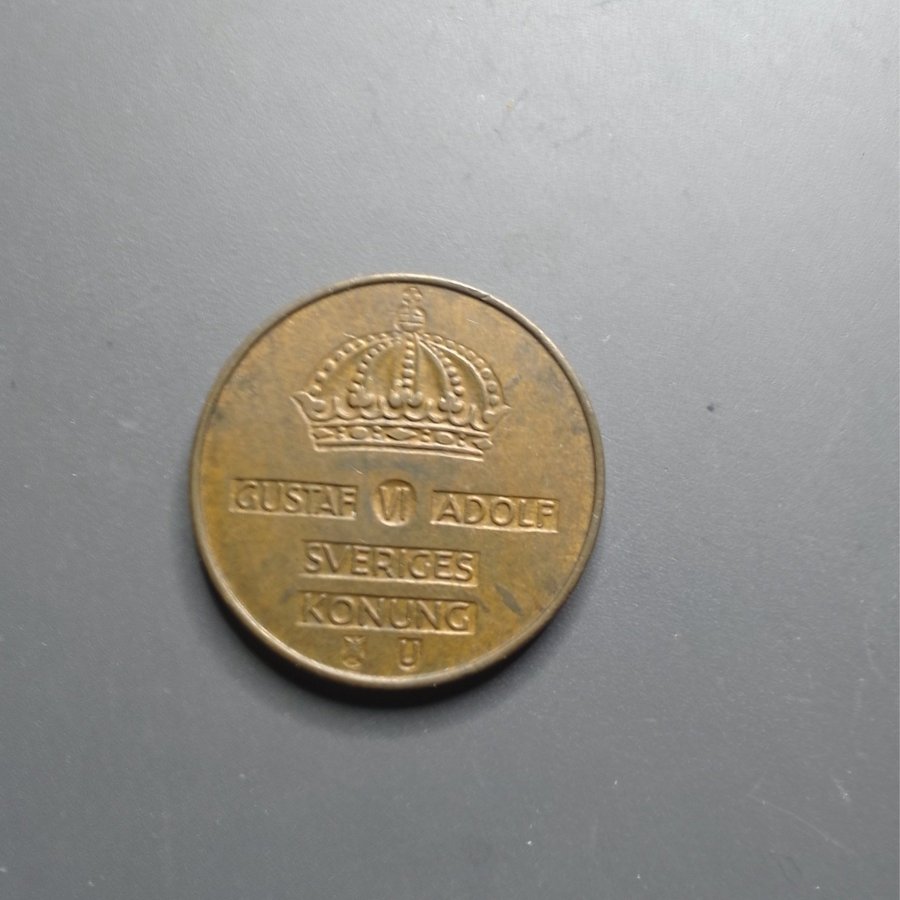 GUSTAF VI ADOLF
SVERIGES
KONUNG
U